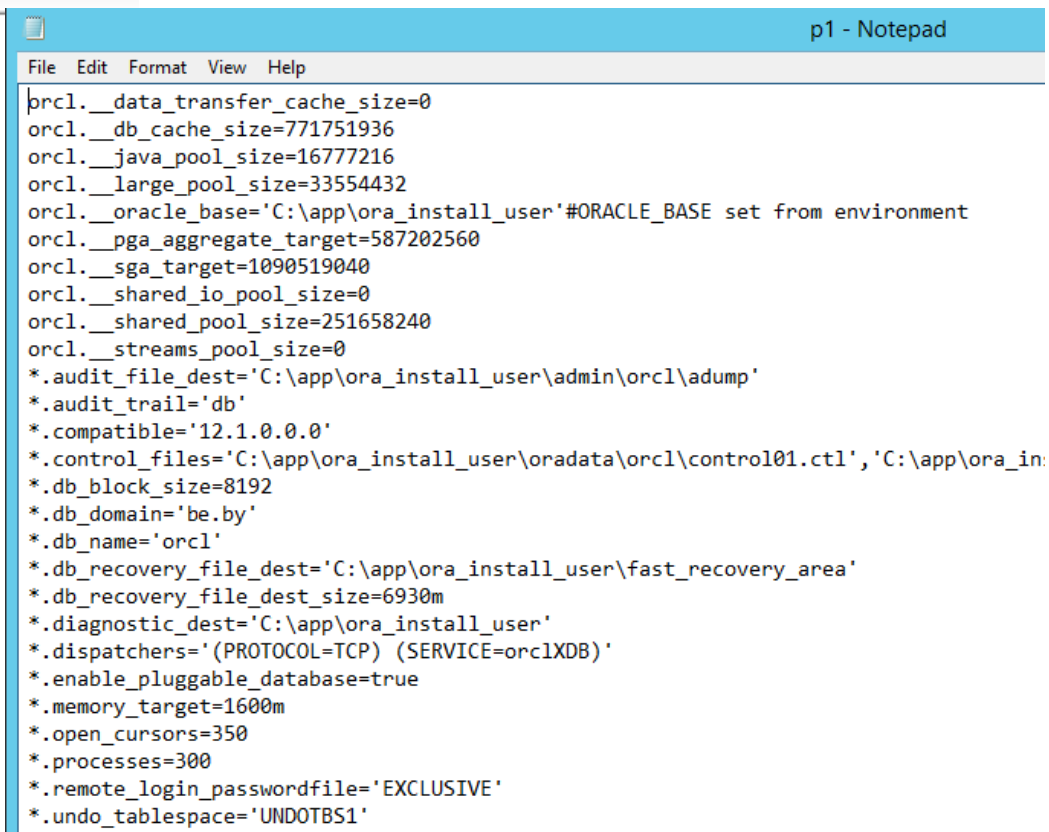 p1 - Notepad
File Edit Format View Help
orcl.__data_transfer_cache_size=0
orcl.__db_cache_size=771751936
orcl.__java_pool_size=16777216
orcl.__large_pool_size=33554432
orcl.__oracle_base='C:\app\ora_install_user'#ORACLE_BASE set from environment
orcl.__pga_aggregate_target=587202560
orcl.__sga_target=1090519040
orcl.__shared_io_pool_size=0
orcl.__shared_pool_size=251658240
orcl.__streams_pool_size=0
*.audit_file_dest='C:\app\ora_install_user\admin\orcl\adump'
*.audit_trail='db'
*.compatible='12.1.0.0.0'
*.control_files='C:\app\ora_install_user\oradata\orcl\control01.ctl','C:\app\ora_in
*.db_block_size=8192
*.db_domain='be.by'
*.db_name='orcl'
*.db_recovery_file_dest='C:\app\ora_install_user\fast_recovery_area'
*.db_recovery_file_dest_size=6930m
*.diagnostic_dest='C:\app\ora_install_user'
*.dispatchers='(PROTOCOL=TCP) (SERVICE=orclXDB)'
*.enable_pluggable_database=true
*.memory_target=1600m
*.open_cursors=350
*.processes=300
*.remote_login_passwordfile='EXCLUSIVE'
*.undo_tablespace='UNDOTBS1'